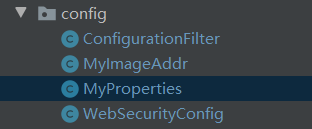 config
ConfigurationFilter
MyImageAddr
MyProperties
WebSecurityConfig